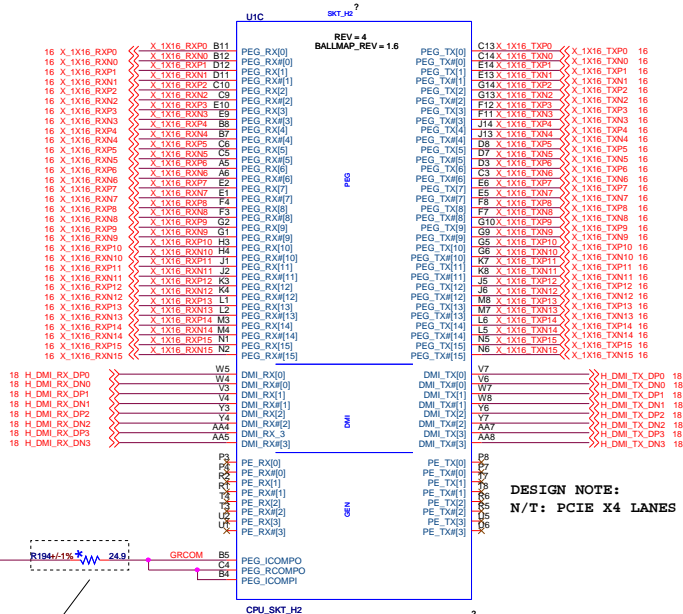 ?
U1C SKT_H2
REV = 4
BALLMAP_REV = 1.6
16 X_1X16_RXP0 X_1X16_RXP0 B11 PEG_RX[0] PEG_TX[0] C13 X_1X16_TXP0 X_1X16_TXP0 16
16 X_1X16_RXN0 X_1X16_RXN0 B12 PEG_RX#[0] PEG_TX#[0] C14 X_1X16_TXN0 X_1X16_TXN0 16
16 X_1X16_RXP1 X_1X16_RXP1 D12 PEG_RX[1] PEG_TX[1] E14 X_1X16_TXP1 X_1X16_TXP1 16
16 X_1X16_RXN1 X_1X16_RXN1 D11 PEG_RX#[1] PEG_TX#[1] E13 X_1X16_TXN1 X_1X16_TXN1 16
16 X_1X16_RXP2 X_1X16_RXP2 C10 PEG_RX[2] PEG_TX[2] G14 X_1X16_TXP2 X_1X16_TXP2 16
16 X_1X16_RXN2 X_1X16_RXN2 C9 PEG_RX#[2] PEG_TX#[2] G13 X_1X16_TXN2 X_1X16_TXN2 16
16 X_1X16_RXP3 X_1X16_RXP3 E10 PEG_RX[3] PEG_TX[3] F12 X_1X16_TXP3 X_1X16_TXP3 16
16 X_1X16_RXN3 X_1X16_RXN3 E9 PEG_RX#[3] PEG_TX#[3] F11 X_1X16_TXN3 X_1X16_TXN3 16
16 X_1X16_RXP4 X_1X16_RXP4 B8 PEG_RX[4] PEG_TX[4] J14 X_1X16_TXP4 X_1X16_TXP4 16
16 X_1X16_RXN4 X_1X16_RXN4 B7 PEG_RX#[4] PEG_TX#[4] J13 X_1X16_TXN4 X_1X16_TXN4 16
16 X_1X16_RXP5 X_1X16_RXP5 C6 PEG_RX[5] PEG_TX[5] D8 X_1X16_TXP5 X_1X16_TXP5 16
16 X_1X16_RXN5 X_1X16_RXN5 C5 PEG_RX#[5] PEG_TX#[5] D7 X_1X16_TXN5 X_1X16_TXN5 16
16 X_1X16_RXP6 X_1X16_RXP6 A5 PEG_RX[6] PEG_TX[6] D3 X_1X16_TXP6 X_1X16_TXP6 16
16 X_1X16_RXN6 X_1X16_RXN6 A6 PEG_RX#[6] PEG_TX#[6] C3 X_1X16_TXN6 X_1X16_TXN6 16
16 X_1X16_RXP7 X_1X16_RXP7 E2 PEG_RX[7] PEG_TX[7] E6 X_1X16_TXP7 X_1X16_TXP7 16
16 X_1X16_RXN7 X_1X16_RXN7 E1 PEG_RX#[7] PEG_TX#[7] E5 X_1X16_TXN7 X_1X16_TXN7 16
16 X_1X16_RXP8 X_1X16_RXP8 F4 PEG_RX[8] PEG_TX[8] F8 X_1X16_TXP8 X_1X16_TXP8 16
16 X_1X16_RXN8 X_1X16_RXN8 F3 PEG_RX#[8] PEG_TX#[8] F7 X_1X16_TXN8 X_1X16_TXN8 16
16 X_1X16_RXP9 X_1X16_RXP9 G2 PEG_RX[9] PEG_TX[9] G10 X_1X16_TXP9 X_1X16_TXP9 16
16 X_1X16_RXN9 X_1X16_RXN9 G1 PEG_RX#[9] PEG_TX#[9] G9 X_1X16_TXN9 X_1X16_TXN9 16
16 X_1X16_RXP10 X_1X16_RXP10 H3 PEG_RX[10] PEG_TX[10] G5 X_1X16_TXP10 X_1X16_TXP10 16
16 X_1X16_RXN10 X_1X16_RXN10 H4 PEG_RX#[10] PEG_TX#[10] G6 X_1X16_TXN10 X_1X16_TXN10 16
16 X_1X16_RXP11 X_1X16_RXP11 J1 PEG_RX[11] PEG_TX[11] K7 X_1X16_TXP11 X_1X16_TXP11 16
16 X_1X16_RXN11 X_1X16_RXN11 J2 PEG_RX#[11] PEG_TX#[11] K8 X_1X16_TXN11 X_1X16_TXN11 16
16 X_1X16_RXP12 X_1X16_RXP12 K3 PEG_RX[12] PEG_TX[12] J5 X_1X16_TXP12 X_1X16_TXP12 16
16 X_1X16_RXN12 X_1X16_RXN12 K4 PEG_RX#[12] PEG_TX#[12] J6 X_1X16_TXN12 X_1X16_TXN12 16
16 X_1X16_RXP13 X_1X16_RXP13 L1 PEG_RX[13] PEG_TX[13] M8 X_1X16_TXP13 X_1X16_TXP13 16
16 X_1X16_RXN13 X_1X16_RXN13 L2 PEG_RX#[13] PEG_TX#[13] M7 X_1X16_TXN13 X_1X16_TXN13 16
16 X_1X16_RXP14 X_1X16_RXP14 M3 PEG_RX[14] PEG_TX[14] L6 X_1X16_TXP14 X_1X16_TXP14 16
16 X_1X16_RXN14 X_1X16_RXN14 M4 PEG_RX#[14] PEG_TX#[14] L5 X_1X16_TXN14 X_1X16_TXN14 16
16 X_1X16_RXP15 X_1X16_RXP15 N1 PEG_RX[15] PEG_TX[15] N5 X_1X16_TXP15 X_1X16_TXP15 16
16 X_1X16_RXN15 X_1X16_RXN15 N2 PEG_RX#[15] PEG_TX#[15] N6 X_1X16_TXN15 X_1X16_TXN15 16
PEG
18 H_DMI_RX_DP0 W5 DMI_RX[0] DMI_TX[0] V7 H_DMI_TX_DP0 18
18 H_DMI_RX_DN0 W4 DMI_RX#[0] DMI_TX#[0] V6 H_DMI_TX_DN0 18
18 H_DMI_RX_DP1 V3 DMI_RX[1] DMI_TX[1] W7 H_DMI_TX_DP1 18
18 H_DMI_RX_DN1 V4 DMI_RX#[1] DMI_TX#[1] W8 H_DMI_TX_DN1 18
18 H_DMI_RX_DP2 Y3 DMI_RX[2] DMI_TX[2] Y6 H_DMI_TX_DP2 18
18 H_DMI_RX_DN2 Y4 DMI_RX#[2] DMI_TX#[2] Y7 H_DMI_TX_DN2 18
18 H_DMI_RX_DP3 AA4 DMI_RX_3 DMI_TX[3] AA7 H_DMI_TX_DP3 18
18 H_DMI_RX_DN3 AA5 DMI_RX#[3] DMI_TX#[3] AA8 H_DMI_TX_DN3 18
DMI
P3 PE_RX[0] PE_TX[0] P8
P4 PE_RX#[0] PE_TX#[0] P7
R2 PE_RX[1] PE_TX[1] T7
R1 PE_RX#[1] PE_TX#[1] T8
T4 PE_RX[2] PE_TX[2] R6
T3 PE_RX#[2] PE_TX#[2] R5
U2 PE_RX[3] PE_TX[3] U5
U1 PE_RX#[3] PE_TX#[3] U6
GEN
DESIGN NOTE:
N/T: PCIE X4 LANES
R194 +/-1% * 24.9 GRCOM B5 PEG_ICOMPO
C4 PEG_RCOMPO
B4 PEG_ICOMPI
CPU_SKT_H2
?